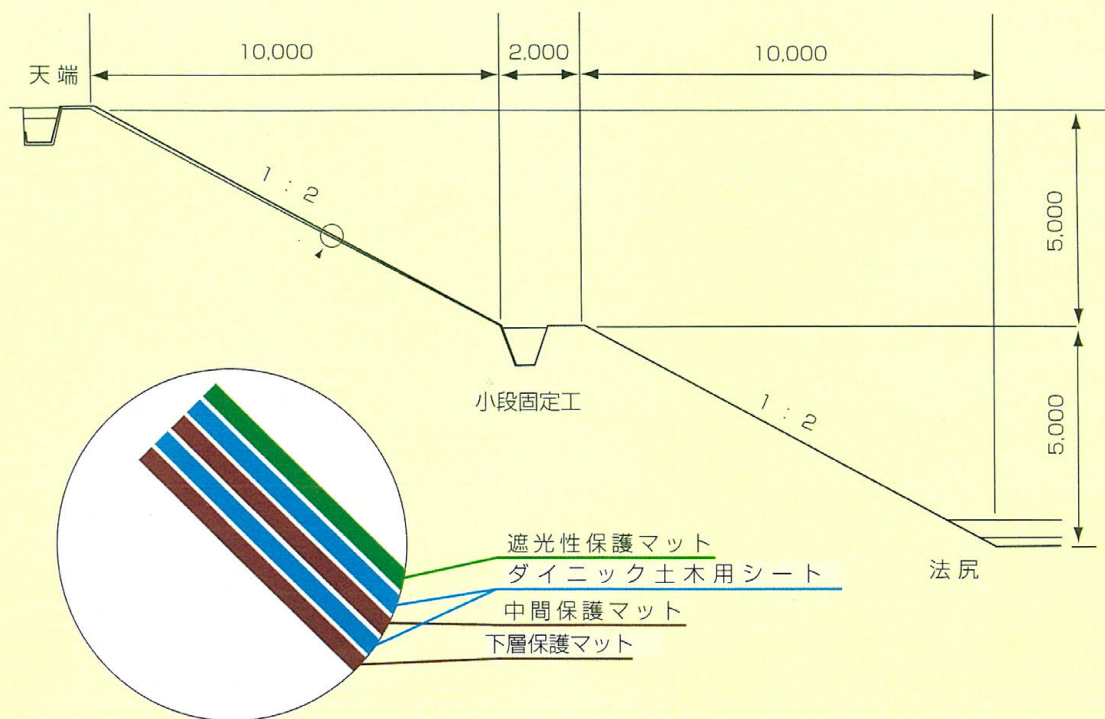 10,000
2,000
10,000
天端
1:2
5,000
小段固定工
1:2
5,000
遮光性保護マット
ダイニック土木用シート
法尻
中間保護マット
下層保護マット